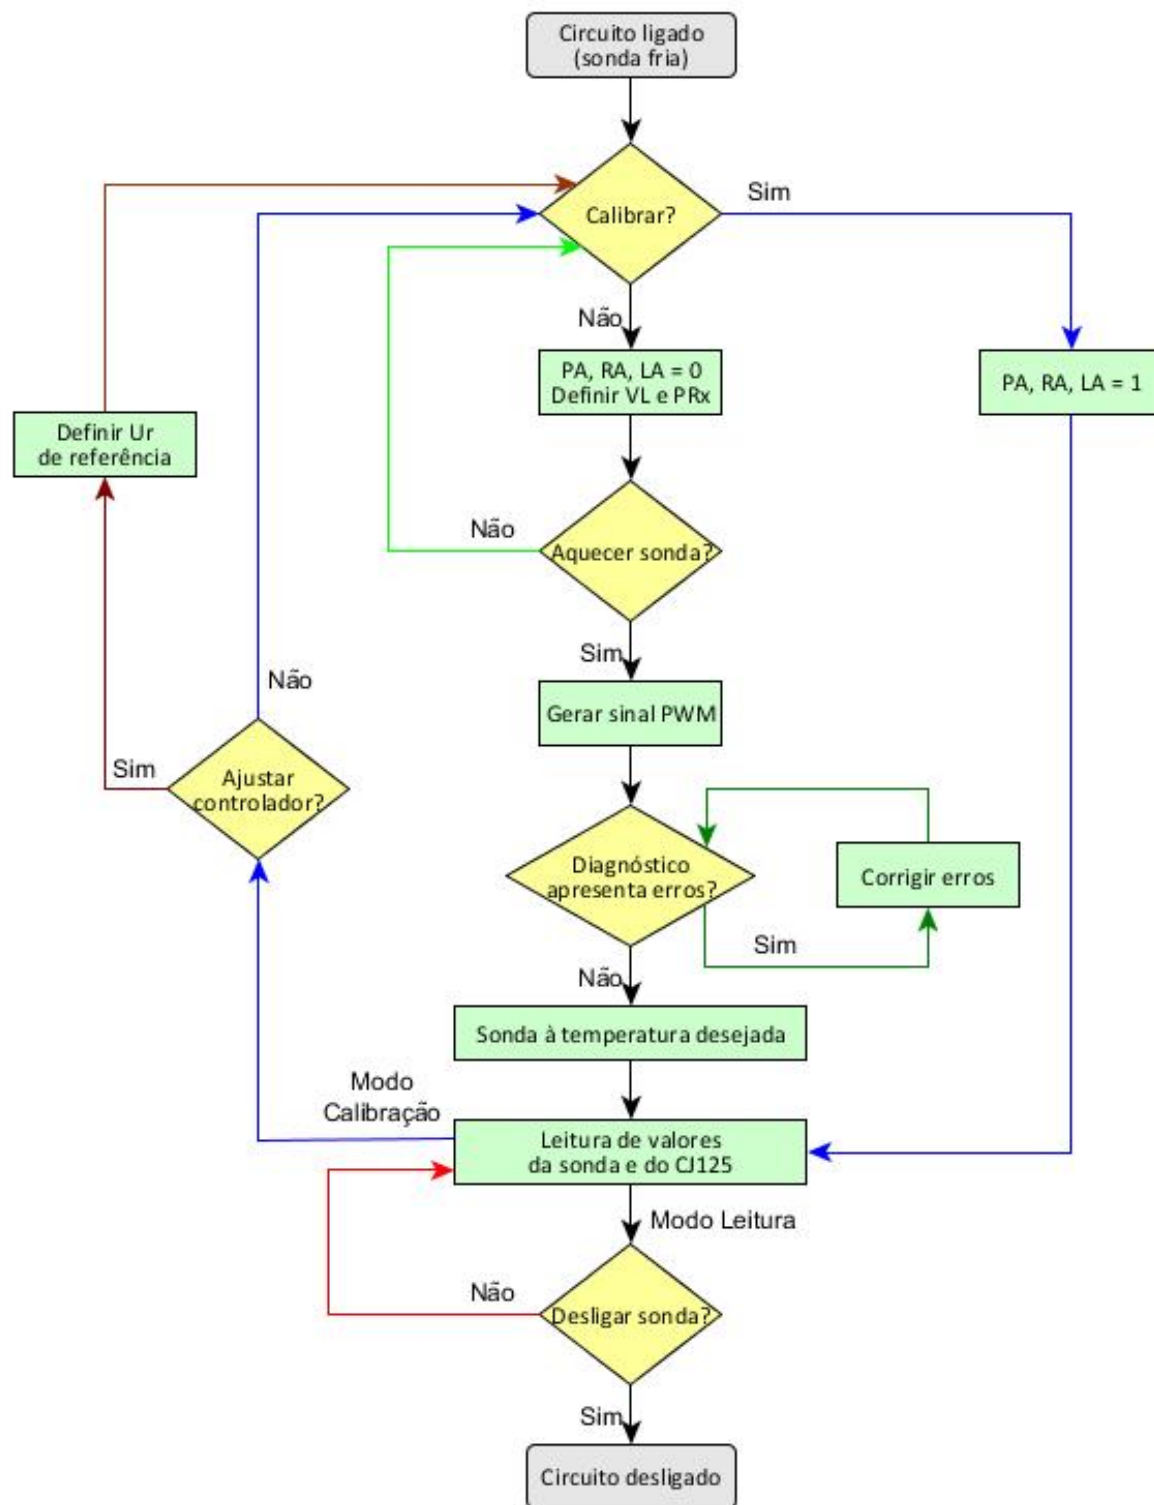 Circuito ligado
(sonda fria)
Calibrar?
Sim
Não
PA, RA, LA = 0
Definir VL e PRx
PA, RA, LA = 1
Definir Ur
de referência
Não
Aquecer sonda?
Sim
Gerar sinal PWM
Não
Sim
Ajustar
controlador?
Diagnóstico
apresenta erros?
Corrigir erros
Sim
Não
Sonda à temperatura desejada
Modo
Calibração
Leitura de valores
da sonda e do CJ125
Modo Leitura
Não
Desligar sonda?
Sim
Circuito desligado